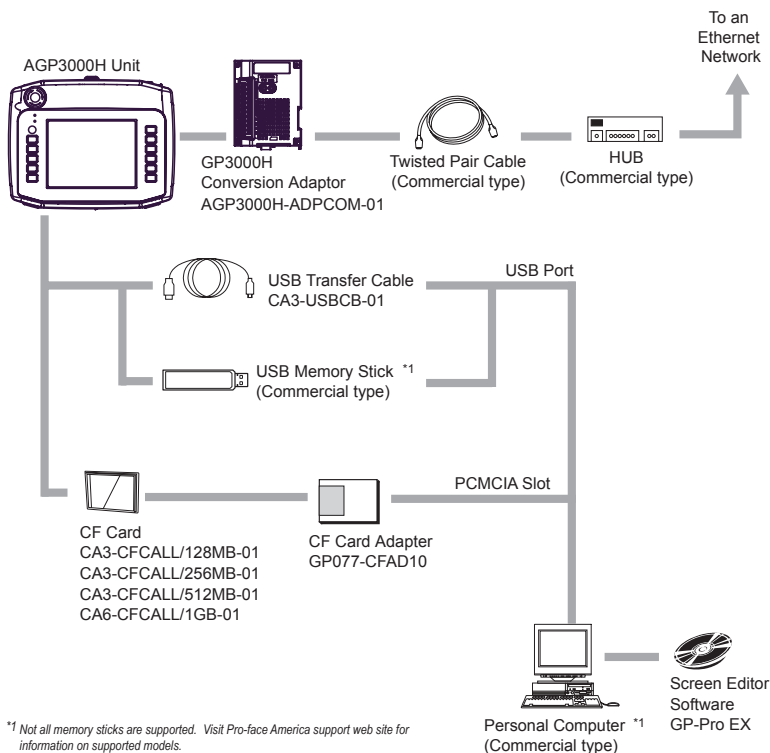 To an
Ethernet
Network
AGP3000H Unit
GP3000H
Conversion Adaptor
AGP3000H-ADPCOM-01
Twisted Pair Cable
(Commercial type)
HUB
(Commercial type)
USB Transfer Cable
CA3-USBCB-01
USB Port
USB Memory Stick *1
(Commercial type)
PCMCIA Slot
CF Card
CA3-CFCALL/128MB-01
CA3-CFCALL/256MB-01
CA3-CFCALL/512MB-01
CA6-CFCALL/1GB-01
CF Card Adapter
GP077-CFAD10
Personal Computer *1
(Commercial type)
Screen Editor
Software
GP-Pro EX
*1 Not all memory sticks are supported. Visit Pro-face America support web site for
information on supported models.